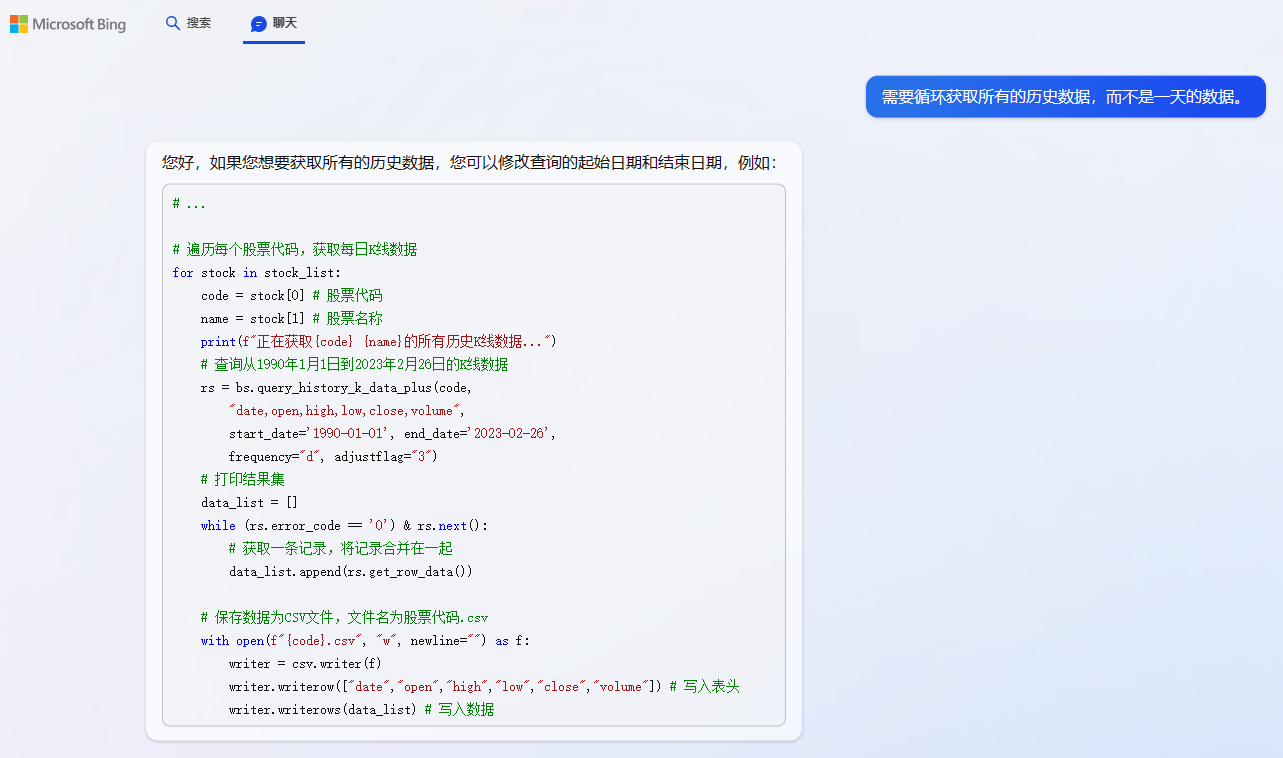 Microsoft Bing
搜索
聊天
需要循环获取所有的历史数据，而不是一天的数据。
您好，如果您想要获取所有的历史数据，您可以修改查询的起始日期和结束日期，例如：
# ...
# 遍历每个股票代码，获取每日K线数据
for stock in stock_list:
    code = stock[0] # 股票代码
    name = stock[1] # 股票名称
    print(f"正在获取{code} {name}的所有历史K线数据...")
    # 查询从1990年1月1日到2023年2月26日的K线数据
    rs = bs.query_history_k_data_plus(code,
        "date,open,high,low,close,volume",
        start_date='1990-01-01', end_date='2023-02-26',
        frequency="d", adjustflag="3")
    # 打印结果集
    data_list = []
    while (rs.error_code == '0') & rs.next():
        # 获取一条记录，将记录合并在一起
        data_list.append(rs.get_row_data())
    # 保存数据为CSV文件，文件名为股票代码.csv
    with open(f"{code}.csv", "w", newline="") as f:
        writer = csv.writer(f)
        writer.writerow(["date","open","high","low","close","volume"]) # 写入表头
        writer.writerows(data_list) # 写入数据